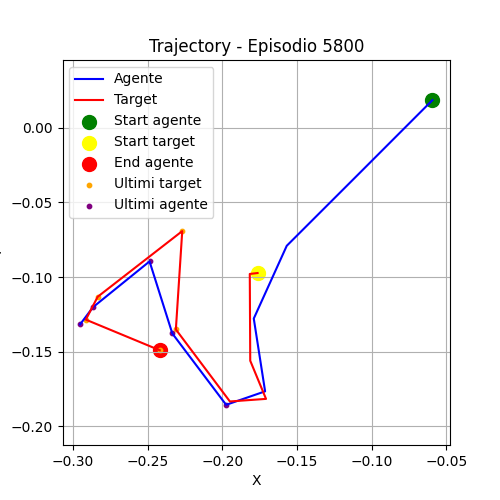 Trajectory - Episodio 5800
Agente
Target
Start agente
Start target
End agente
Ultimi target
Ultimi agente
0.00
−0.05
−0.10
−0.15
−0.20
−0.30
−0.25
−0.20
−0.15
−0.10
−0.05
X